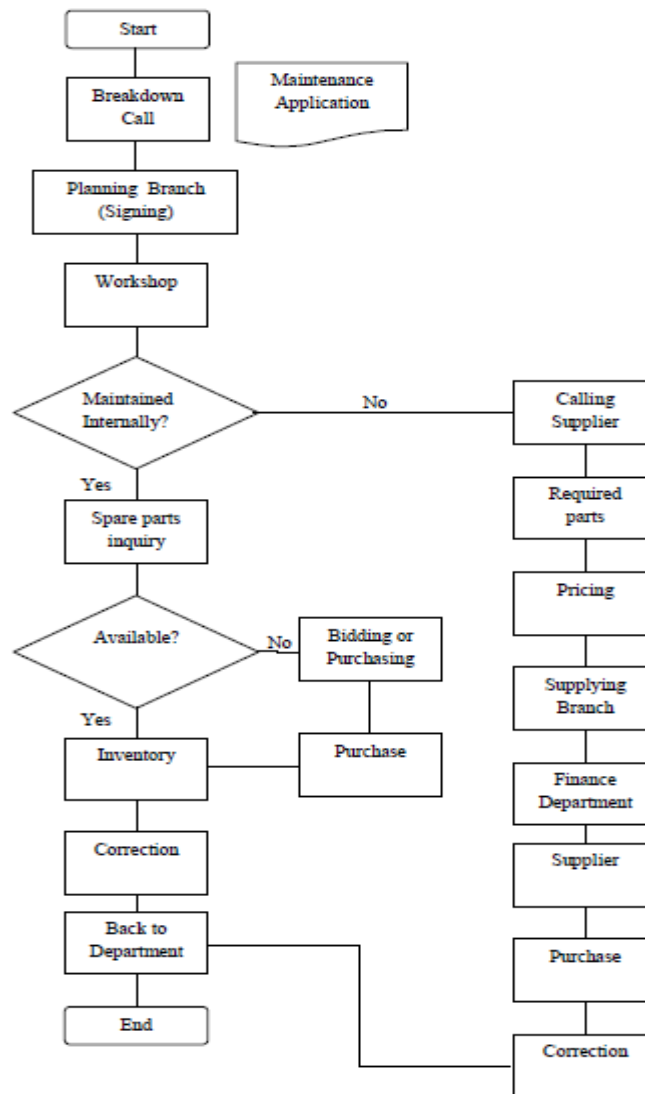 Start
Breakdown
Call
Maintenance
Application
Planning Branch
(Signing)
Workshop
Maintained
Internally?
No
Calling
Supplier
Yes
Spare parts
inquiry
Required
parts
Pricing
Available?
No
Bidding or
Purchasing
Supplying
Branch
Yes
Inventory
Purchase
Finance
Department
Correction
Supplier
Back to
Department
Purchase
End
Correction